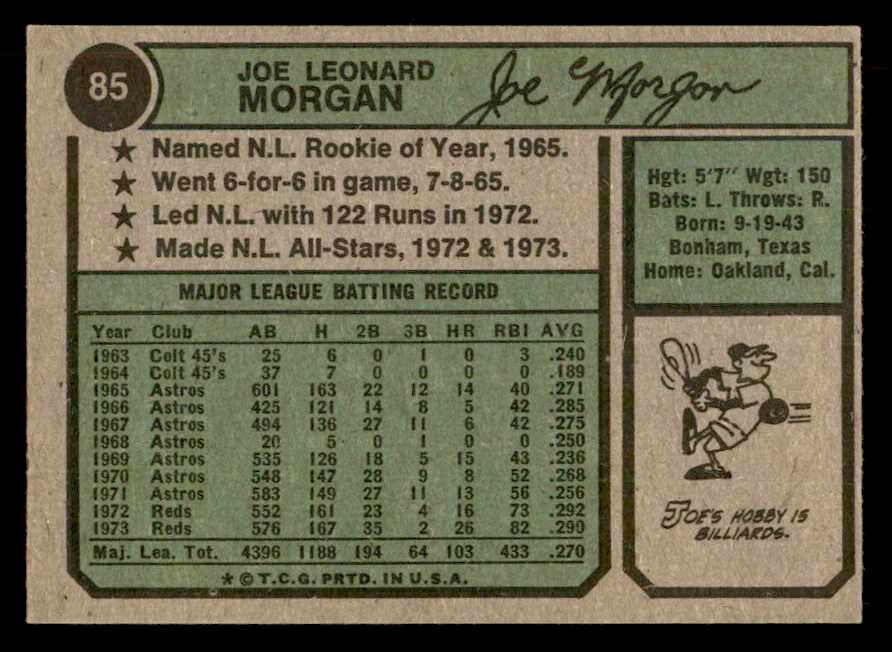 85
JOE LEONARD
MORGAN
Joe Morgan
★ Named N.L. Rookie of Year, 1965.
★ Went 6-for-6 in game, 7-8-65.
★ Led N.L. with 122 Runs in 1972.
★ Made N.L. All-Stars, 1972 & 1973.
Hgt: 5'7" Wgt: 150
Bats: L. Throws: R.
Born: 9-19-43
Bonham, Texas
Home: Oakland, Cal.
MAJOR LEAGUE BATTING RECORD
Year Club AB H 2B 3B HR RBI AVG
1963 Colt 45's 25 6 0 1 0 3 .240
1964 Colt 45's 37 7 0 0 0 0 .189
1965 Astros 601 163 22 12 14 40 .271
1966 Astros 425 121 14 8 5 42 .285
1967 Astros 494 136 27 11 6 42 .275
1968 Astros 20 5 0 1 0 0 .250
1969 Astros 535 126 18 5 15 43 .236
1970 Astros 548 147 28 9 8 52 .268
1971 Astros 583 149 27 11 13 56 .256
1972 Reds 552 161 23 4 16 73 .292
1973 Reds 576 167 35 2 26 82 .290
Maj. Lea. Tot. 4396 1188 194 64 103 433 .270
★ © T.C.G. PRTD. IN U.S.A.
JOE'S HOBBY IS
BILLIARDS.